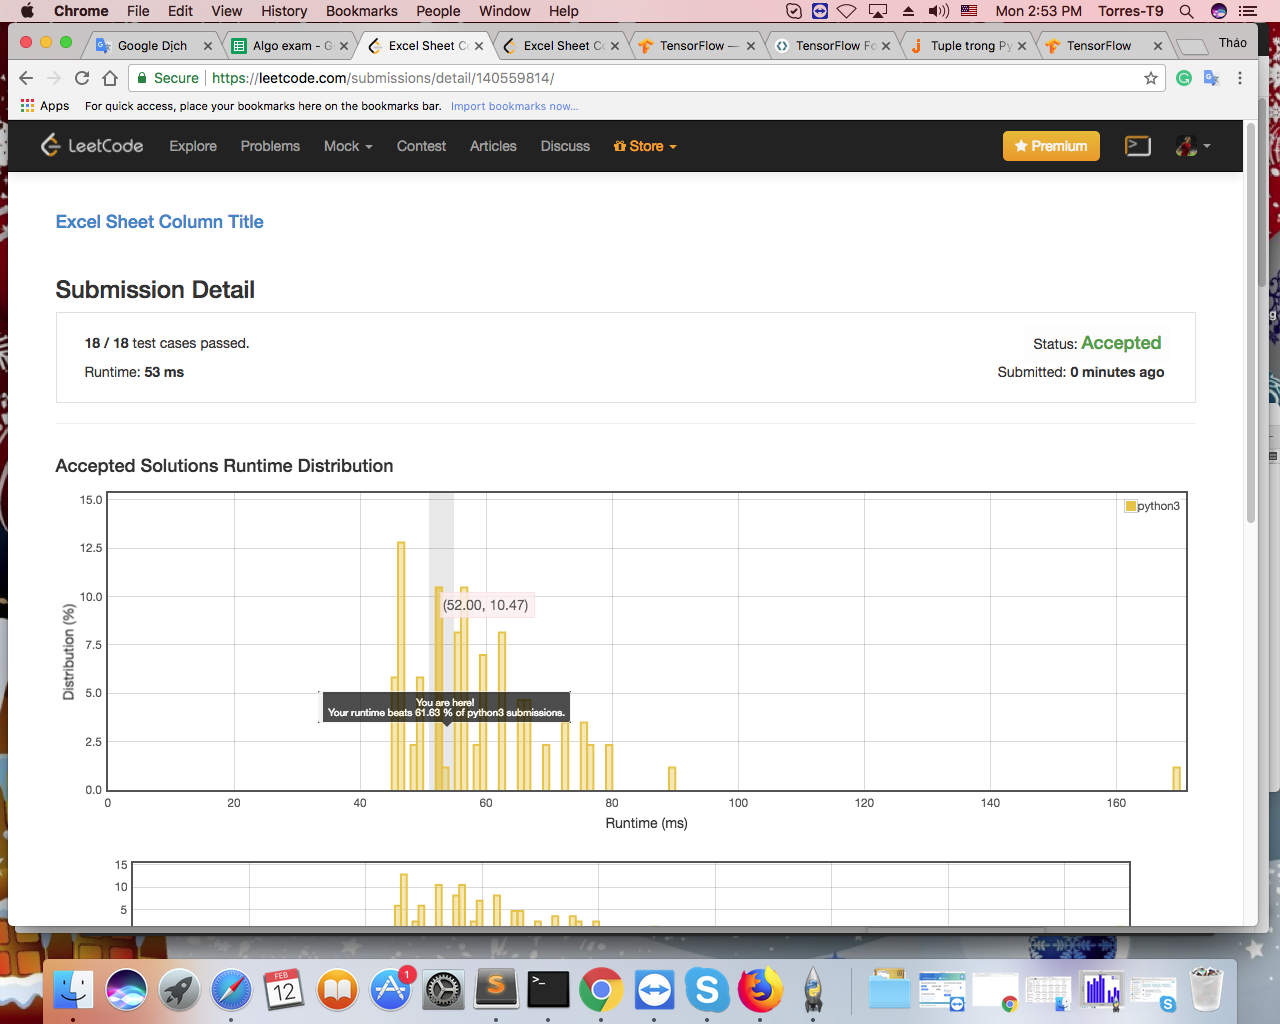 Chrome File Edit View History Bookmarks People Window Help Mon 2:53 PM Torres-T9
Google Dịch Algo exam - G Excel Sheet Co Excel Sheet Co TensorFlow — TensorFlow Fo Tuple trong Py TensorFlow Thảo
Secure https://leetcode.com/submissions/detail/140559814/
Apps For quick access, place your bookmarks here on the bookmarks bar. Import bookmarks now...
LeetCode Explore Problems Mock Contest Articles Discuss Store Premium
Excel Sheet Column Title
Submission Detail
18 / 18 test cases passed. Status: Accepted
Runtime: 53 ms Submitted: 0 minutes ago
Accepted Solutions Runtime Distribution
15.0
12.5
10.0
7.5
5.0
2.5
0.0
Distribution (%)
python3
(52.00, 10.47)
You are here!
Your runtime beats 61.63 % of python3 submissions.
0 20 40 60 80 100 120 140 160
Runtime (ms)
15
10
5
FEB
12
1